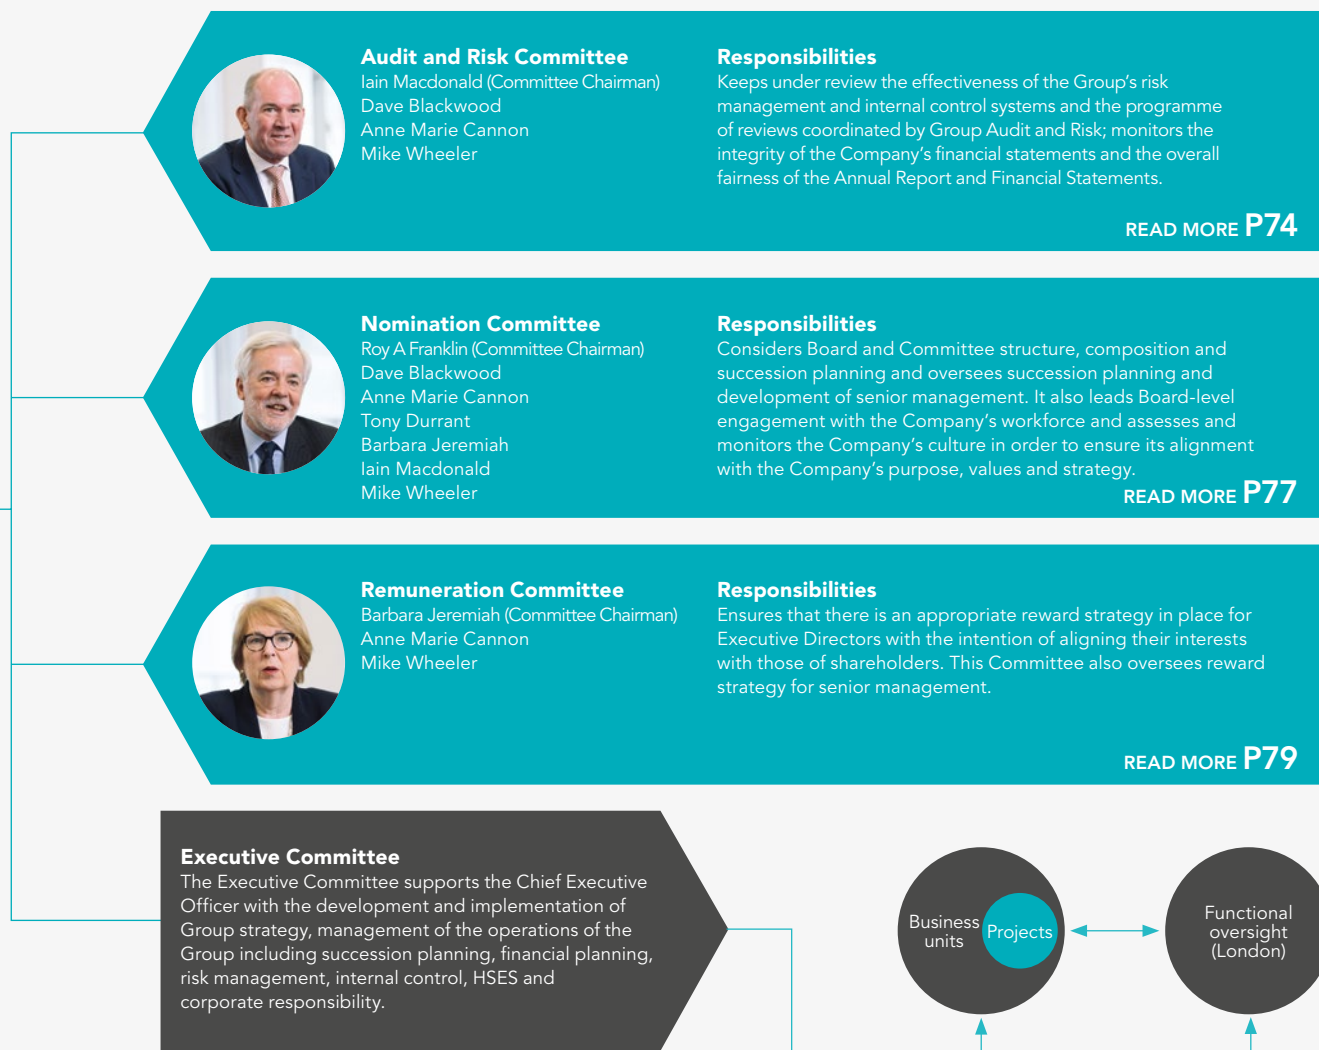 Audit and Risk Committee
Iain Macdonald (Committee Chairman)
Dave Blackwood
Anne Marie Cannon
Mike Wheeler
Responsibilities
Keeps under review the effectiveness of the Group’s risk
management and internal control systems and the programme
of reviews coordinated by Group Audit and Risk; monitors the
integrity of the Company’s financial statements and the overall
fairness of the Annual Report and Financial Statements.
READ MORE P74
Nomination Committee
Roy A Franklin (Committee Chairman)
Dave Blackwood
Anne Marie Cannon
Tony Durrant
Barbara Jeremiah
Iain Macdonald
Mike Wheeler
Responsibilities
Considers Board and Committee structure, composition and
succession planning and oversees succession planning and
development of senior management. It also leads Board-level
engagement with the Company’s workforce and assesses and
monitors the Company’s culture in order to ensure its alignment
with the Company’s purpose, values and strategy.
READ MORE P77
Remuneration Committee
Barbara Jeremiah (Committee Chairman)
Anne Marie Cannon
Mike Wheeler
Responsibilities
Ensures that there is an appropriate reward strategy in place for
Executive Directors with the intention of aligning their interests
with those of shareholders. This Committee also oversees reward
strategy for senior management.
READ MORE P79
Executive Committee
The Executive Committee supports the Chief Executive
Officer with the development and implementation of
Group strategy, management of the operations of the
Group including succession planning, financial planning,
risk management, internal control, HSES and
corporate responsibility.
Business
units
Projects
Functional
oversight
(London)